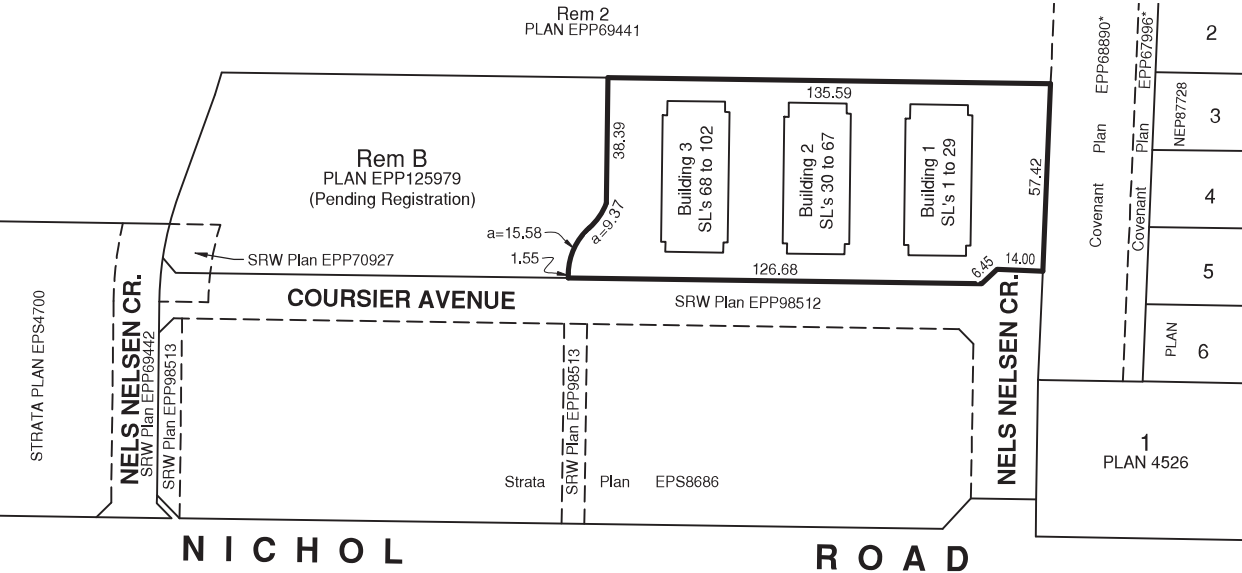 Rem 2
PLAN EPP69441
135.59
38.39
57.42
Building 3
SL's 68 to 102
Building 2
SL's 30 to 67
Building 1
SL's 1 to 29
Rem B
PLAN EPP125979
(Pending Registration)
a=9.37
a=15.58
1.55
126.68
6.45
14.00
SRW Plan EPP70927
COURSIER AVENUE
SRW Plan EPP98512
Covenant Plan EPP68890*
Covenant Plan EPP67996*
2
NEP87728
3
4
5
PLAN
6
STRATA PLAN EPS4700
NELS NELSEN CR.
SRW Plan EPP69442
SRW Plan EPP98513
SRW Plan EPP98513
NELS NELSEN CR.
1
PLAN 4526
Strata Plan EPS8686
NICHOL ROAD